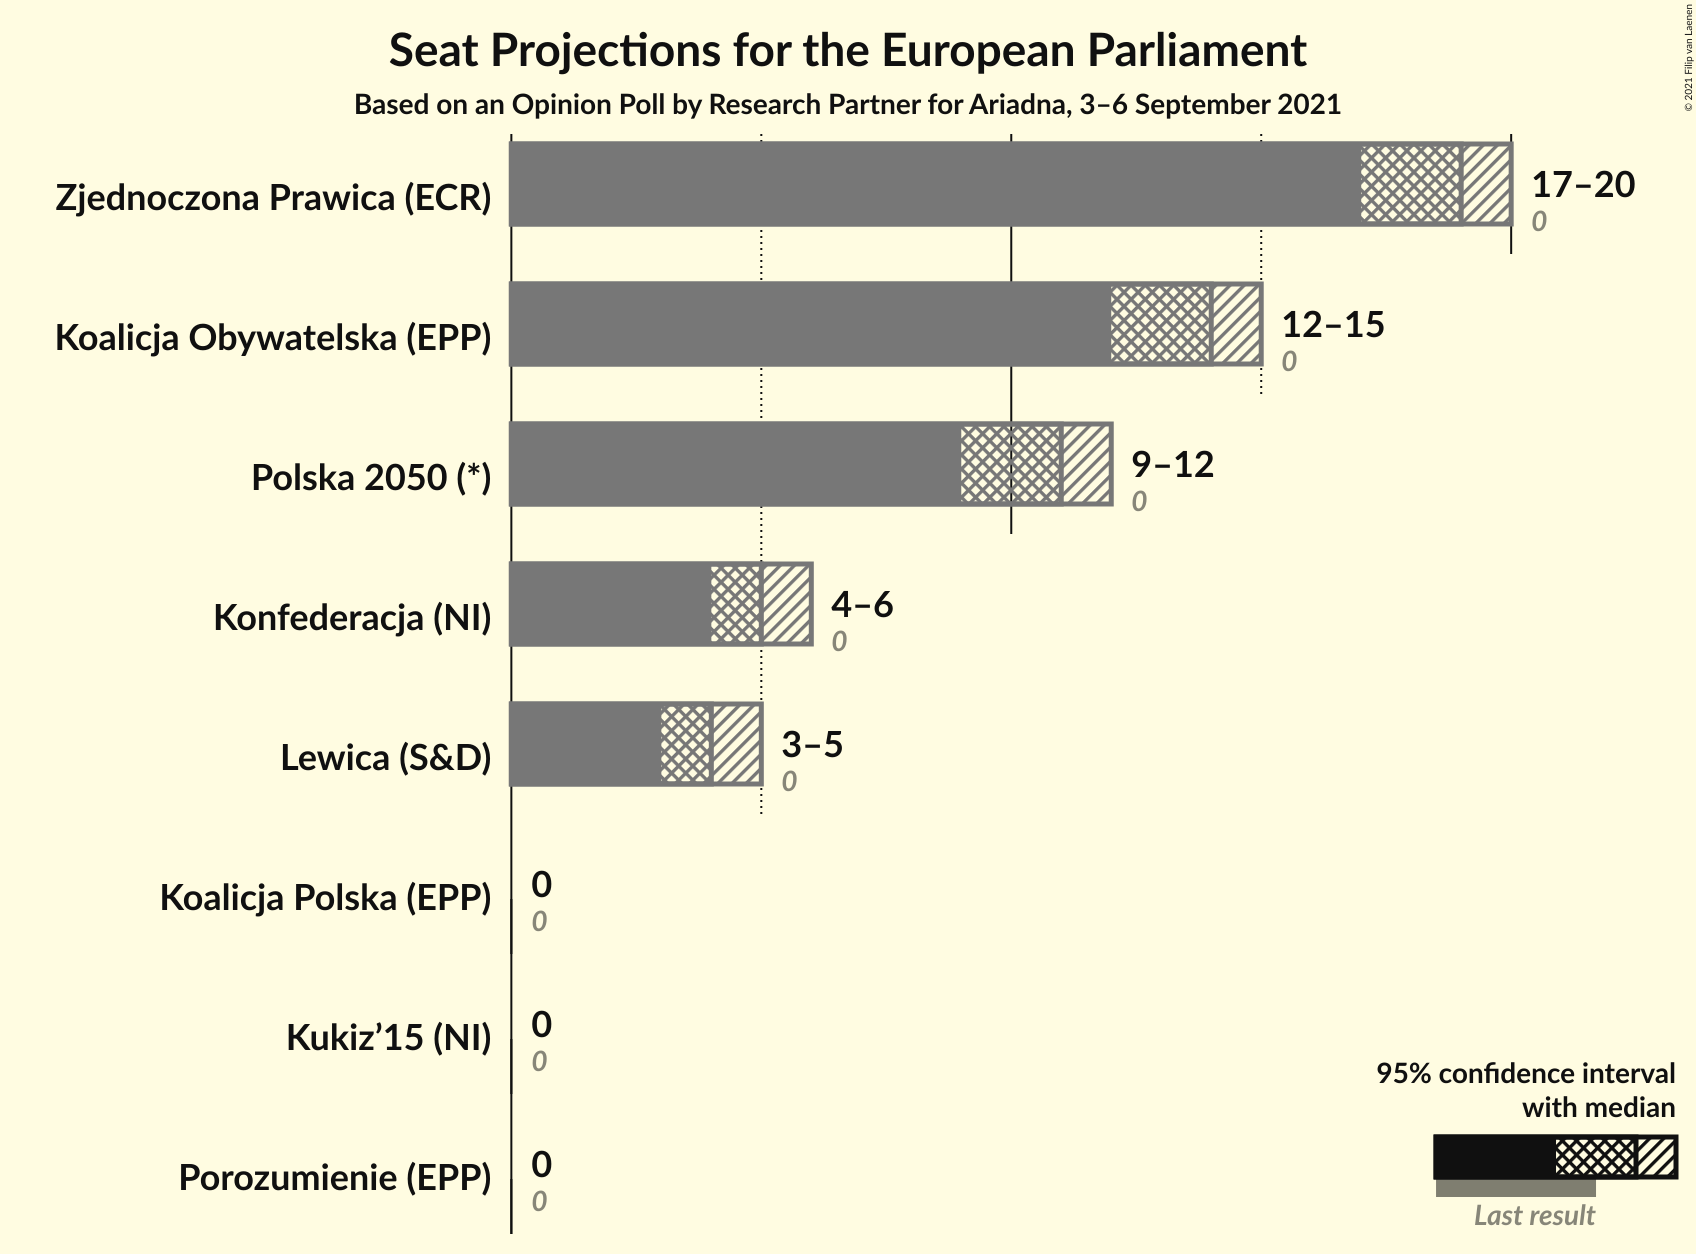 Seat Projections for the European Parliament
Based on an Opinion Poll by Research Partner for Ariadna, 3–6 September 2021
© 2021 Filip van Laenen
Zjednoczona Prawica (ECR)
17–20
0
Koalicja Obywatelska (EPP)
12–15
0
Polska 2050 (*)
9–12
0
Konfederacja (NI)
4–6
0
Lewica (S&D)
3–5
0
Koalicja Polska (EPP)
0
0
Kukiz’15 (NI)
0
0
Porozumienie (EPP)
0
0
95% confidence interval
with median
Last result